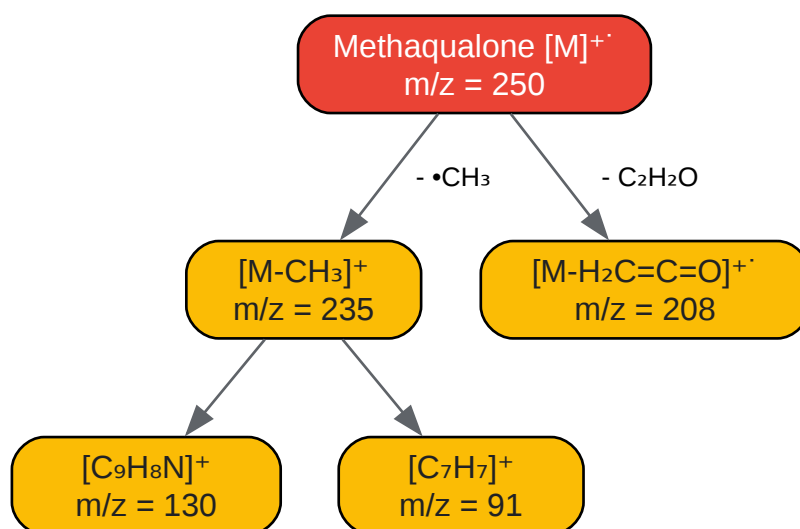 Methaqualone [M]⁺˙
m/z = 250
- •CH₃
- C₂H₂O
[M-CH₃]⁺
m/z = 235
[M-H₂C=C=O]⁺˙
m/z = 208
[C₉H₈N]⁺
m/z = 130
[C₇H₇]⁺
m/z = 91